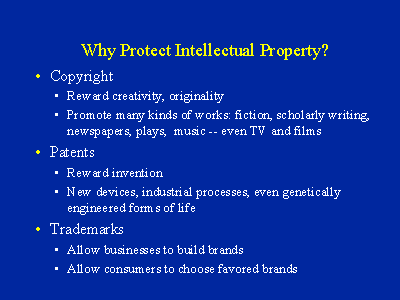 Why Protect Intellectual Property?
• Copyright
• Reward creativity, originality
• Promote many kinds of works: fiction, scholarly writing,
newspapers, plays, music -- even TV and films
• Patents
• Reward invention
• New devices, industrial processes, even genetically
engineered forms of life
• Trademarks
• Allow businesses to build brands
• Allow consumers to choose favored brands